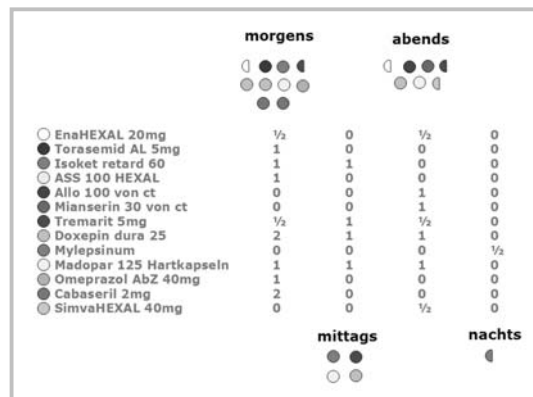 morgens abends
EnaHEXAL 20mg ½ 0 ½ 0
Torasemid AL 5mg 1 0 0 0
Isoket retard 60 1 1 0 0
ASS 100 HEXAL 1 0 0 0
Allo 100 von ct 0 0 1 0
Mianserin 30 von ct 0 0 1 0
Tremarit 5mg ½ 1 ½ 0
Doxepin dura 25 2 1 1 0
Mylepsinum 0 0 0 ½
Madopar 125 Hartkapseln 1 1 1 0
Omeprazol AbZ 40mg 1 0 0 0
Cabaseril 2mg 2 0 0 0
SimvaHEXAL 40mg 0 0 ½ 0
mittags nachts